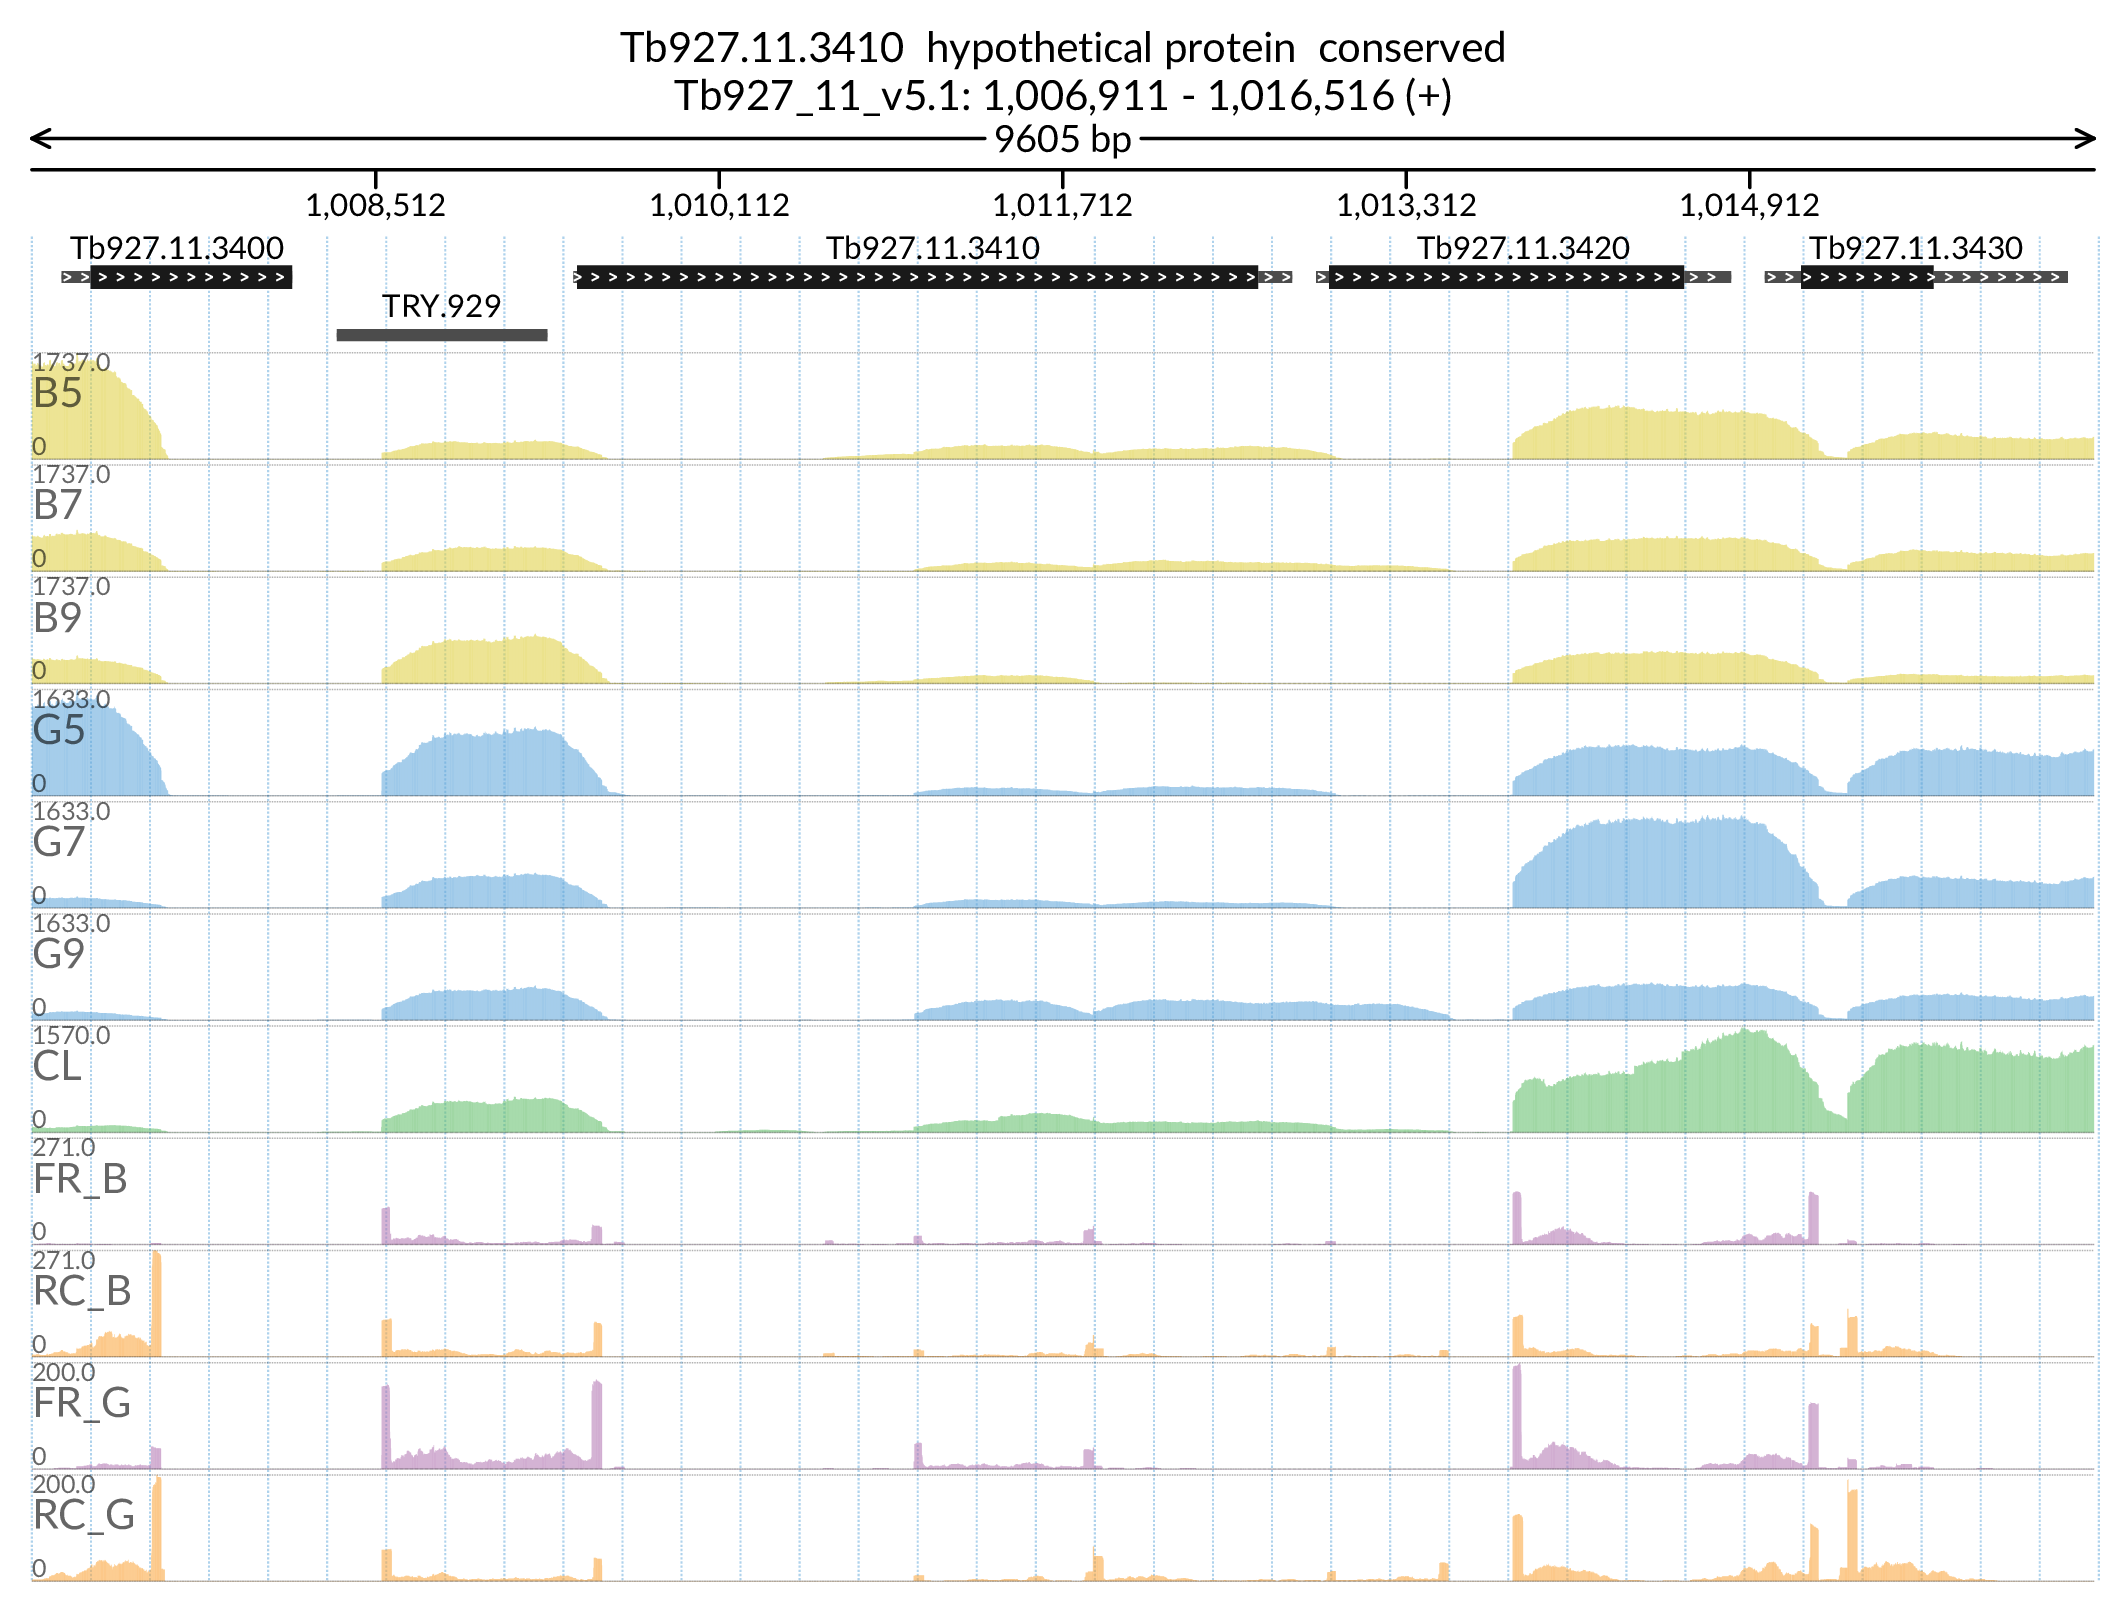 Tb927.11.3410 hypothetical protein conserved
Tb927_11_v5.1: 1,006,911 - 1,016,516 (+)
9605 bp
1,008,512 1,010,112 1,011,712 1,013,312 1,014,912
Tb927.11.3400 Tb927.11.3410 Tb927.11.3420 Tb927.11.3430
TRY.929
1737.0
B5
0
1737.0
B7
0
1737.0
B9
0
1633.0
G5
0
1633.0
G7
0
1633.0
G9
0
1570.0
CL
0
271.0
FR_B
0
271.0
RC_B
0
200.0
FR_G
0
200.0
RC_G
0